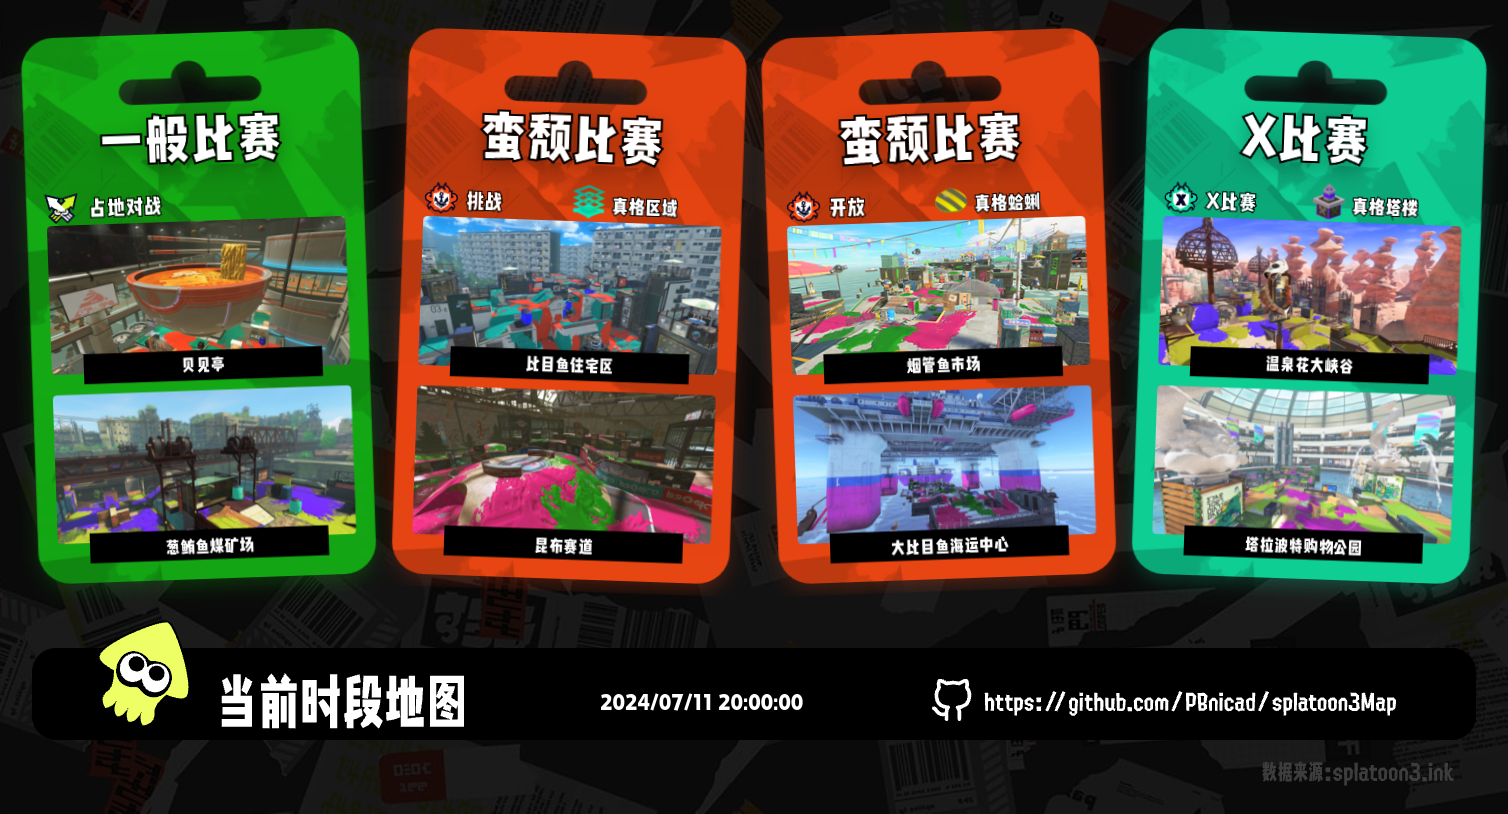 一般比赛
占地对战
贝见亭
葱鲔鱼煤矿场
蛮颓比赛
挑战
真格区域
比目鱼住宅区
昆布赛道
蛮颓比赛
开放
真格蛤蜊
烟管鱼市场
大比目鱼海运中心
X比赛
X比赛
真格塔楼
温泉花大峡谷
塔拉波特购物公园
当前时段地图
2024/07/11 20:00:00
https://github.com/PBnicad/splatoon3Map
数据来源:splatoon3.ink